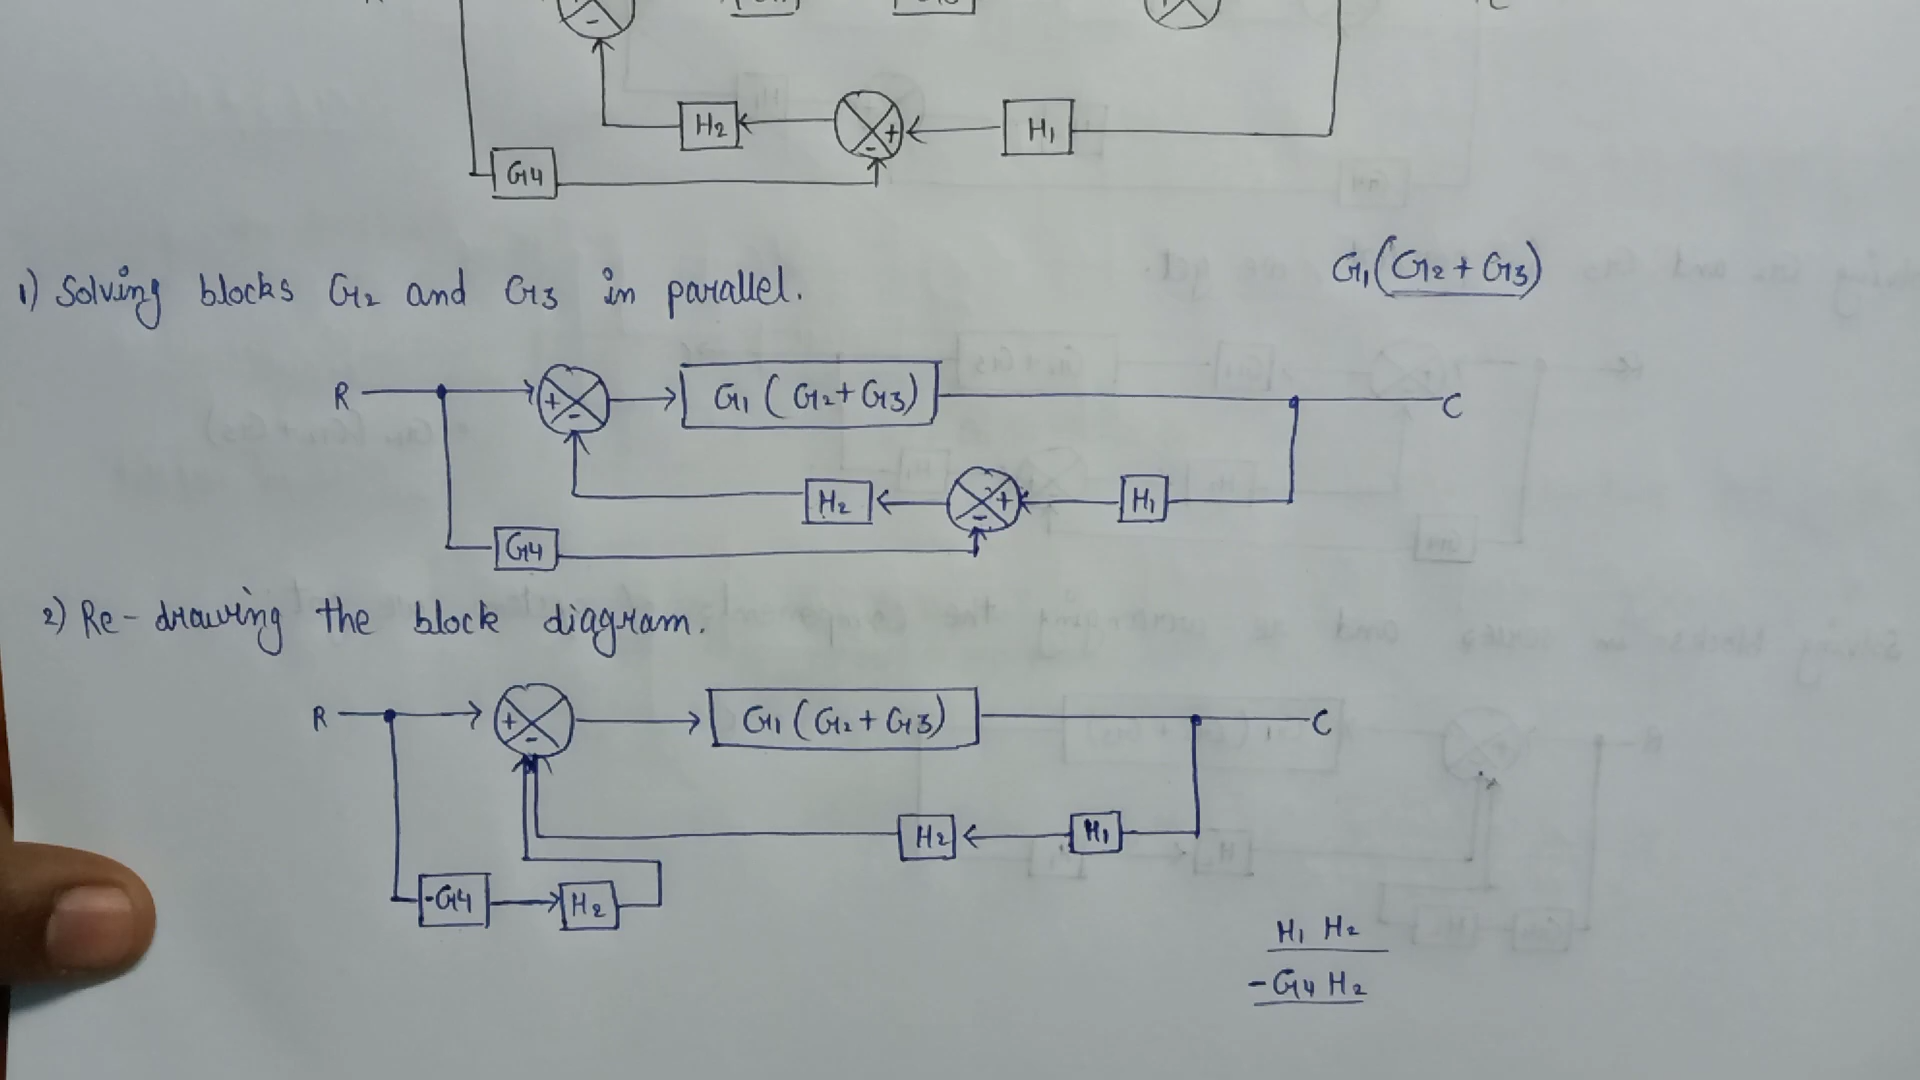 H2 H1
G4
1) Solving blocks G2 and G3 in parallel.
G1(G2 + G3)
R + - G1 ( G2 + G3 ) C
H2 - + H1
G4
2) Re-drawing the block diagram.
R + - G1 ( G2 + G3 ) C
H2 H1
-G4 H2
H1 H2
-G4 H2